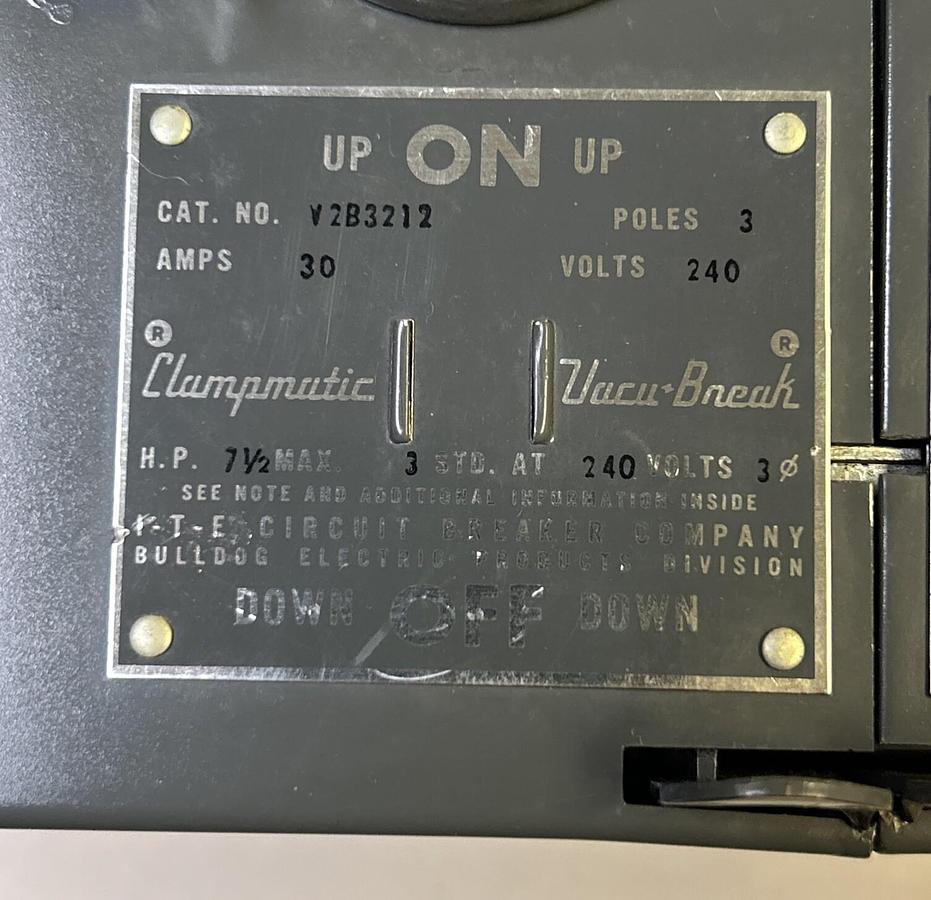 UP ON UP
CAT. NO. V2B3212 POLES 3
AMPS 30 VOLTS 240
® ®
Clampmatic Vacu-Break
H.P. 7½ MAX. 3 STD. AT 240 VOLTS 3 ø
SEE NOTE AND ADDITIONAL INFORMATION INSIDE
I-T-E CIRCUIT BREAKER COMPANY
BULLDOG ELECTRIC PRODUCTS DIVISION
DOWN OFF DOWN